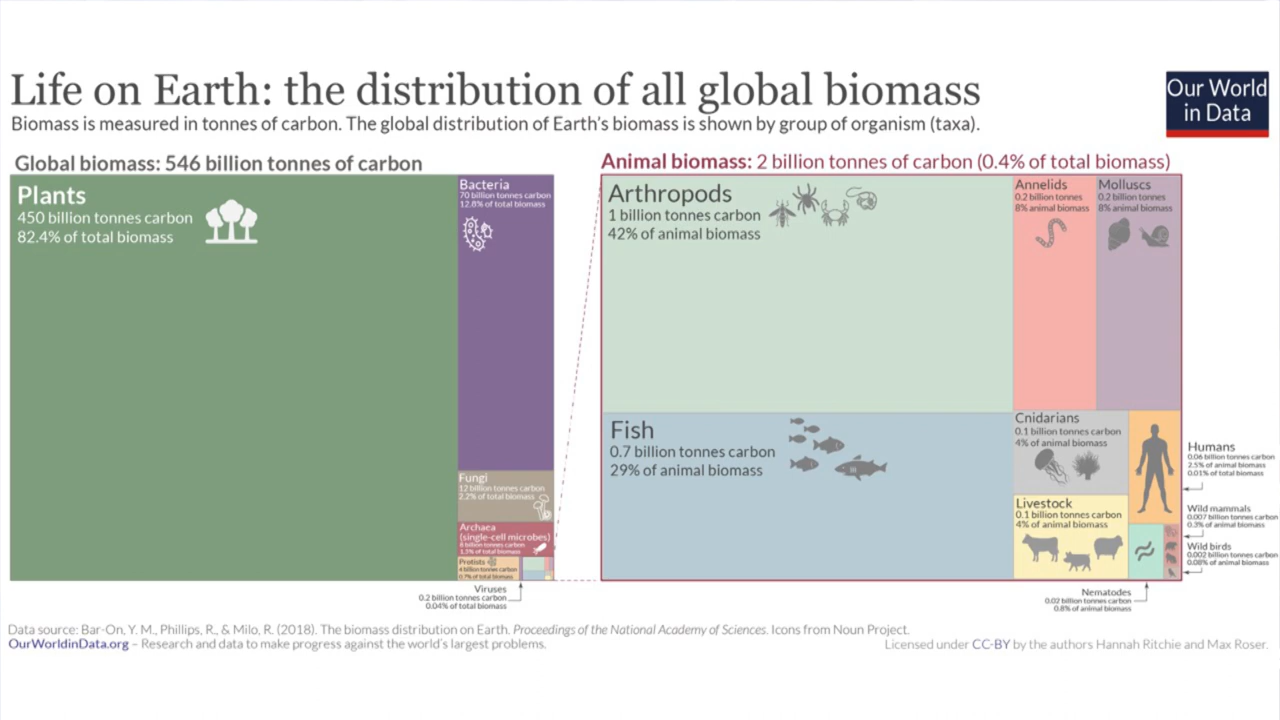 Life on Earth: the distribution of all global biomass
Our World
in Data
Biomass is measured in tonnes of carbon. The global distribution of Earth's biomass is shown by group of organism (taxa).
Global biomass: 546 billion tonnes of carbon
Plants
450 billion tonnes carbon
82.4% of total biomass
Bacteria
70 billion tonnes carbon
12.8% of total biomass
Fungi
12 billion tonnes carbon
2.2% of total biomass
Archaea
(single-cell microbes)
8 billion tonnes carbon
1.5% of total biomass
Protists
4 billion tonnes carbon
0.7% of total biomass
Viruses
0.2 billion tonnes carbon
0.04% of total biomass
Animal biomass: 2 billion tonnes of carbon (0.4% of total biomass)
Arthropods
1 billion tonnes carbon
42% of animal biomass
Annelids
0.2 billion tonnes
8% animal biomass
Molluscs
0.2 billion tonnes
8% animal biomass
Fish
0.7 billion tonnes carbon
29% of animal biomass
Cnidarians
0.1 billion tonnes carbon
4% of animal biomass
Livestock
0.1 billion tonnes carbon
4% of animal biomass
Humans
0.06 billion tonnes carbon
2.5% of animal biomass
0.01% of total biomass
Wild mammals
0.007 billion tonnes carbon
0.3% of animal biomass
Wild birds
0.002 billion tonnes carbon
0.08% of animal biomass
Nematodes
0.02 billion tonnes carbon
0.8% of animal biomass
Data source: Bar-On, Y. M., Phillips, R., & Milo, R. (2018). The biomass distribution on Earth. Proceedings of the National Academy of Sciences. Icons from Noun Project.
OurWorldinData.org – Research and data to make progress against the world's largest problems.
Licensed under CC-BY by the authors Hannah Ritchie and Max Roser.